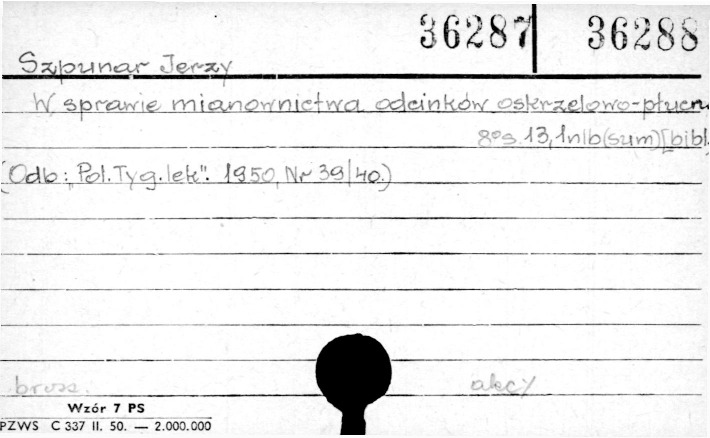 36287 36288
Szpunar Jerzy
W sprawie mianownictwa odcinków oskrzelowo-płucn
8° s. 13, 1nlb (sum) [bibl.
(Odb: "Pol. Tyg. lek". 1950, Nr 39/40.)
brosz. akcy
Wzór 7 PS
PZWS C 337 II. 50. — 2.000.000